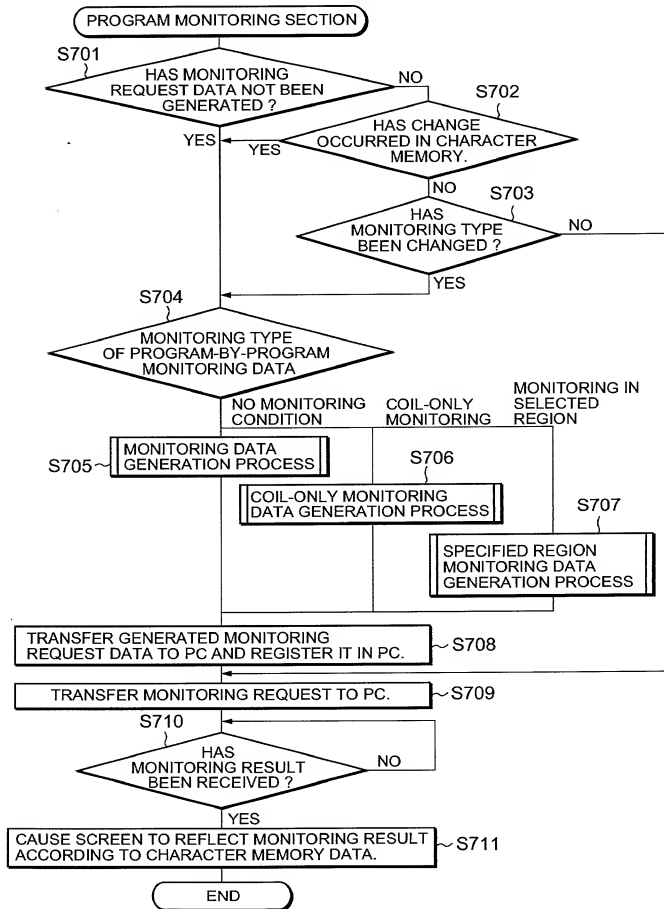 PROGRAM MONITORING SECTION
S701
HAS MONITORING
REQUEST DATA NOT BEEN
GENERATED ?
NO
S702
YES
HAS CHANGE
OCCURRED IN CHARACTER
MEMORY.
YES
NO
S703
HAS
MONITORING TYPE
BEEN CHANGED ?
NO
YES
S704
MONITORING TYPE
OF PROGRAM-BY-PROGRAM
MONITORING DATA
NO MONITORING
CONDITION
COIL-ONLY
MONITORING
MONITORING IN
SELECTED
REGION
S705
MONITORING DATA
GENERATION PROCESS
S706
COIL-ONLY MONITORING
DATA GENERATION PROCESS
S707
SPECIFIED REGION
MONITORING DATA
GENERATION PROCESS
TRANSFER GENERATED MONITORING
REQUEST DATA TO PC AND REGISTER IT IN PC.
S708
TRANSFER MONITORING REQUEST TO PC.
S709
S710
HAS
MONITORING RESULT
BEEN RECEIVED ?
NO
YES
CAUSE SCREEN TO REFLECT MONITORING RESULT
ACCORDING TO CHARACTER MEMORY DATA.
S711
END